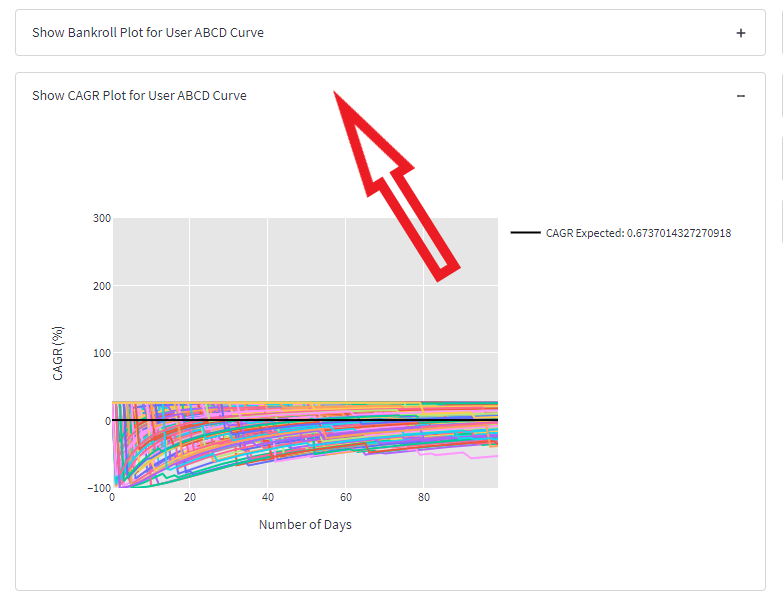 Show Bankroll Plot for User ABCD Curve
+
Show CAGR Plot for User ABCD Curve
−
300
200
100
0
−100
CAGR (%)
0 20 40 60 80
Number of Days
CAGR Expected: 0.6737014327270918